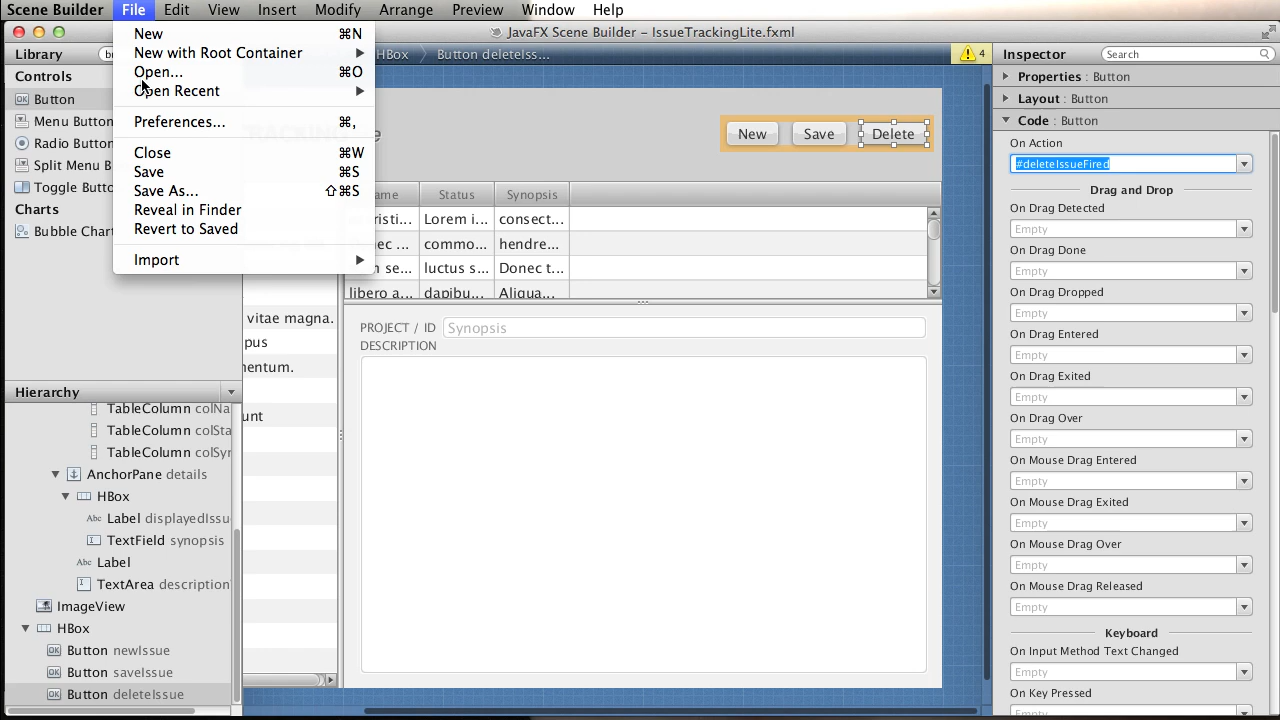 Scene Builder File Edit View Insert Modify Arrange Preview Window Help
JavaFX Scene Builder – IssueTrackingLite.fxml
Library
HBox Button deleteIss...
4
Inspector Search
New ⌘N
New with Root Container
Open... ⌘O
Open Recent
Preferences... ⌘,
Close ⌘W
Save ⌘S
Save As... ⇧⌘S
Reveal in Finder
Revert to Saved
Import
Controls
Button
Menu Button
Radio Button
Split Menu B
Toggle Butto
Charts
Bubble Chart
New Save Delete
Status Synopsis
Lorem i... consect...
commo... hendre...
luctus s... Donec t...
libero a... dapibu... Aliqua...
vitae magna.
PROJECT / ID Synopsis
DESCRIPTION
Hierarchy
TableColumn colNa
TableColumn colSta
TableColumn colSyn
AnchorPane details
HBox
Label displayedIssu
TextField synopsis
Label
TextArea description
ImageView
HBox
Button newIssue
Button saveIssue
Button deleteIssue
Properties : Button
Layout : Button
Code : Button
On Action
#deleteIssueFired
Drag and Drop
On Drag Detected
Empty
On Drag Done
Empty
On Drag Dropped
Empty
On Drag Entered
Empty
On Drag Exited
Empty
On Drag Over
Empty
On Mouse Drag Entered
Empty
On Mouse Drag Exited
Empty
On Mouse Drag Over
Empty
On Mouse Drag Released
Empty
Keyboard
On Input Method Text Changed
Empty
On Key Pressed